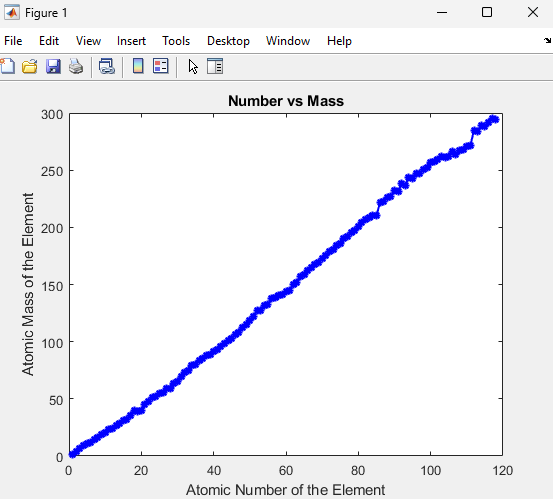 Figure 1
File Edit View Insert Tools Desktop Window Help
Number vs Mass
300
250
200
150
100
50
0
Atomic Mass of the Element
0 20 40 60 80 100 120
Atomic Number of the Element